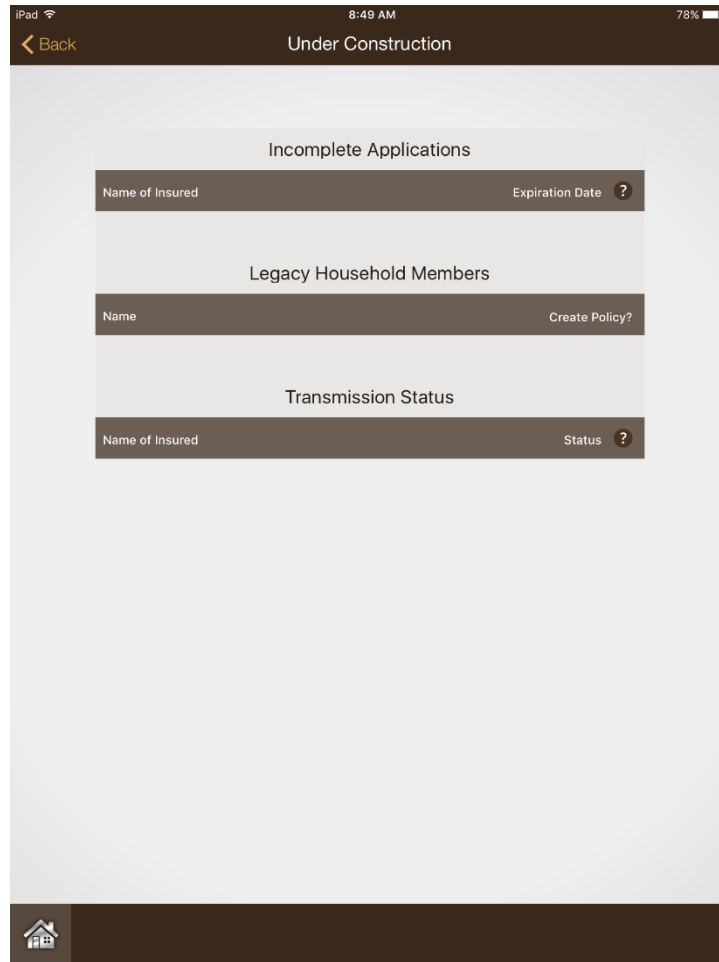 iPad 8:49 AM 78%
Back Under Construction
Incomplete Applications
Name of Insured Expiration Date ?
Legacy Household Members
Name Create Policy?
Transmission Status
Name of Insured Status ?